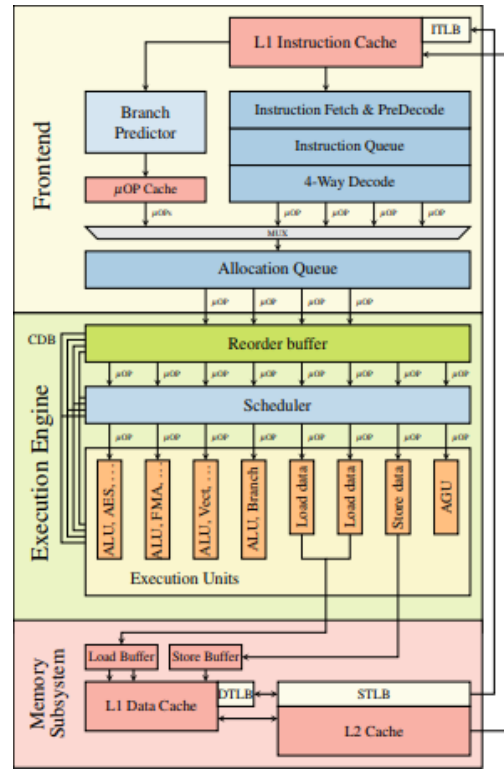 Frontend
L1 Instruction Cache
ITLB
Branch
Predictor
Instruction Fetch & PreDecode
Instruction Queue
4-Way Decode
μOP Cache
μOPs
μOP
μOP
μOP
μOP
MUX
Allocation Queue
μOP
μOP
μOP
μOP
Execution Engine
CDB
Reorder buffer
μOP
μOP
μOP
μOP
μOP
μOP
μOP
μOP
Scheduler
μOP
μOP
μOP
μOP
μOP
μOP
μOP
μOP
ALU, AES, ...
ALU, FMA, ...
ALU, Vect, ...
ALU, Branch
Load data
Load data
Store data
AGU
Execution Units
Memory
Subsystem
Load Buffer
Store Buffer
L1 Data Cache
DTLB
STLB
L2 Cache